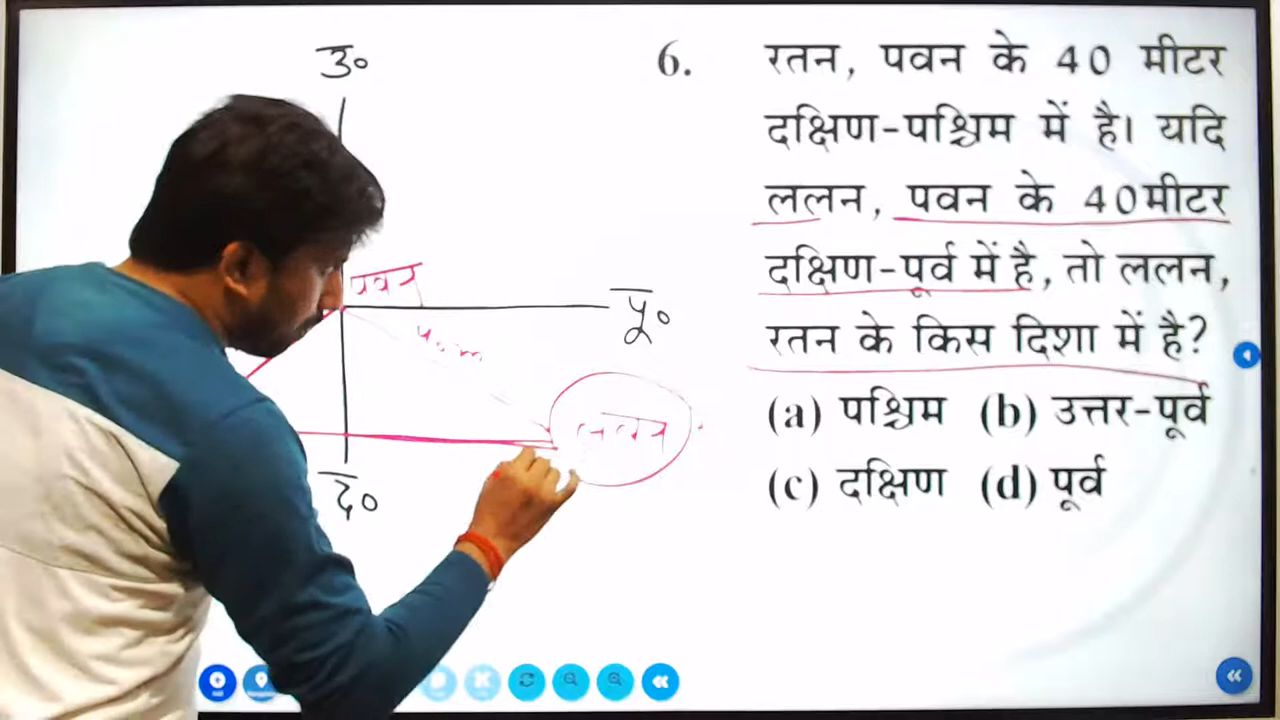 उ०
पवन
पू०
40m
ललन
द०
6. रतन, पवन के 40 मीटर
दक्षिण-पश्चिम में है। यदि
ललन, पवन के 40मीटर
दक्षिण-पूर्व में है, तो ललन,
रतन के किस दिशा में है?
(a) पश्चिम (b) उत्तर-पूर्व
(c) दक्षिण (d) पूर्व